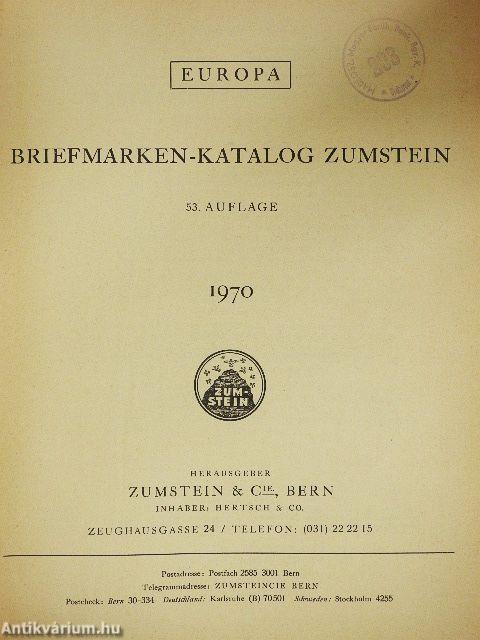 EUROPA
BRIEFMARKEN-KATALOG ZUMSTEIN
53. AUFLAGE
1970
ZUM-
STEIN
HERAUSGEBER
ZUMSTEIN & CIE, BERN
INHABER: HERTSCH & CO.
ZEUGHAUSGASSE 24 / TELEFON: (031) 22 22 15
Postadresse: Postfach 2585 3001 Bern
Telegrammadresse: ZUMSTEINCIE BERN
Postcheck: Bern 30-334 Deutschland: Karlsruhe (B) 70501 Schweden: Stockholm 4255
Antikvárium.hu